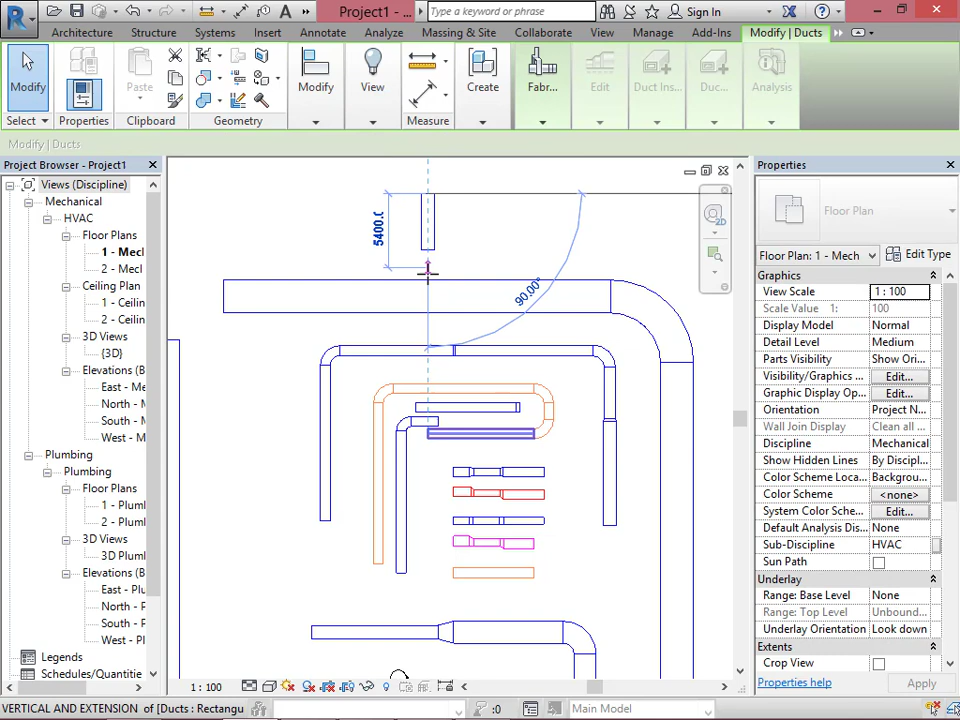 Project1 - ...
Type a keyword or phrase
Sign In
Architecture Structure Systems Insert Annotate Analyze Massing & Site Collaborate View Manage Add-Ins Modify | Ducts
Modify Paste Modify View Create Fabr... Edit Duct Ins... Duc... Analysis
Select Properties Clipboard Geometry Measure
Modify | Ducts
Project Browser - Project1
Views (Discipline)
Mechanical
HVAC
Floor Plans
1 - Mecl
2 - Mecl
Ceiling Plan
1 - Ceilin
2 - Ceilin
3D Views
{3D}
Elevations (B
East - M
North - 
South - 
West - M
Plumbing
Plumbing
Floor Plans
1 - Plum
2 - Plum
3D Views
3D Plum
Elevations (B
East - P
North - 
South - 
West - P
Legends
Schedules/Quantitie
5400.0
90.00°
2D
Properties
Floor Plan
Floor Plan: 1 - Mech
Edit Type
Graphics
View Scale 1 : 100
Scale Value 1: 100
Display Model Normal
Detail Level Medium
Parts Visibility Show Ori...
Visibility/Graphics ... Edit...
Graphic Display Op... Edit...
Orientation Project N...
Wall Join Display Clean all ...
Discipline Mechanical
Show Hidden Lines By Discipl...
Color Scheme Loca... Backgrou...
Color Scheme <none>
System Color Sche... Edit...
Default Analysis Dis... None
Sub-Discipline HVAC
Sun Path
Underlay
Range: Base Level None
Range: Top Level Unbound...
Underlay Orientation Look down
Extents
Crop View
Properties help
Apply
1 : 100
VERTICAL AND EXTENSION of [Ducts : Rectangu
:0
Main Model